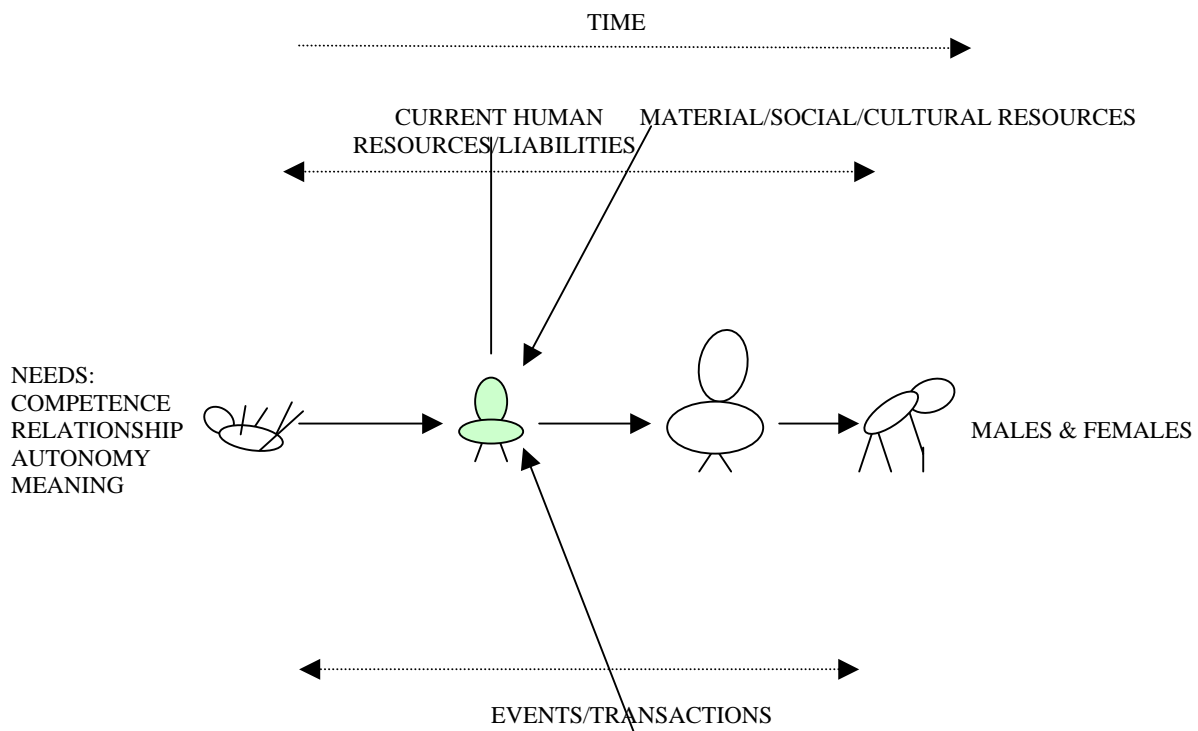 TIME
CURRENT HUMAN
RESOURCES/LIABILITIES
MATERIAL/SOCIAL/CULTURAL RESOURCES
NEEDS:
COMPETENCE
RELATIONSHIP
AUTONOMY
MEANING
MALES & FEMALES
EVENTS/TRANSACTIONS